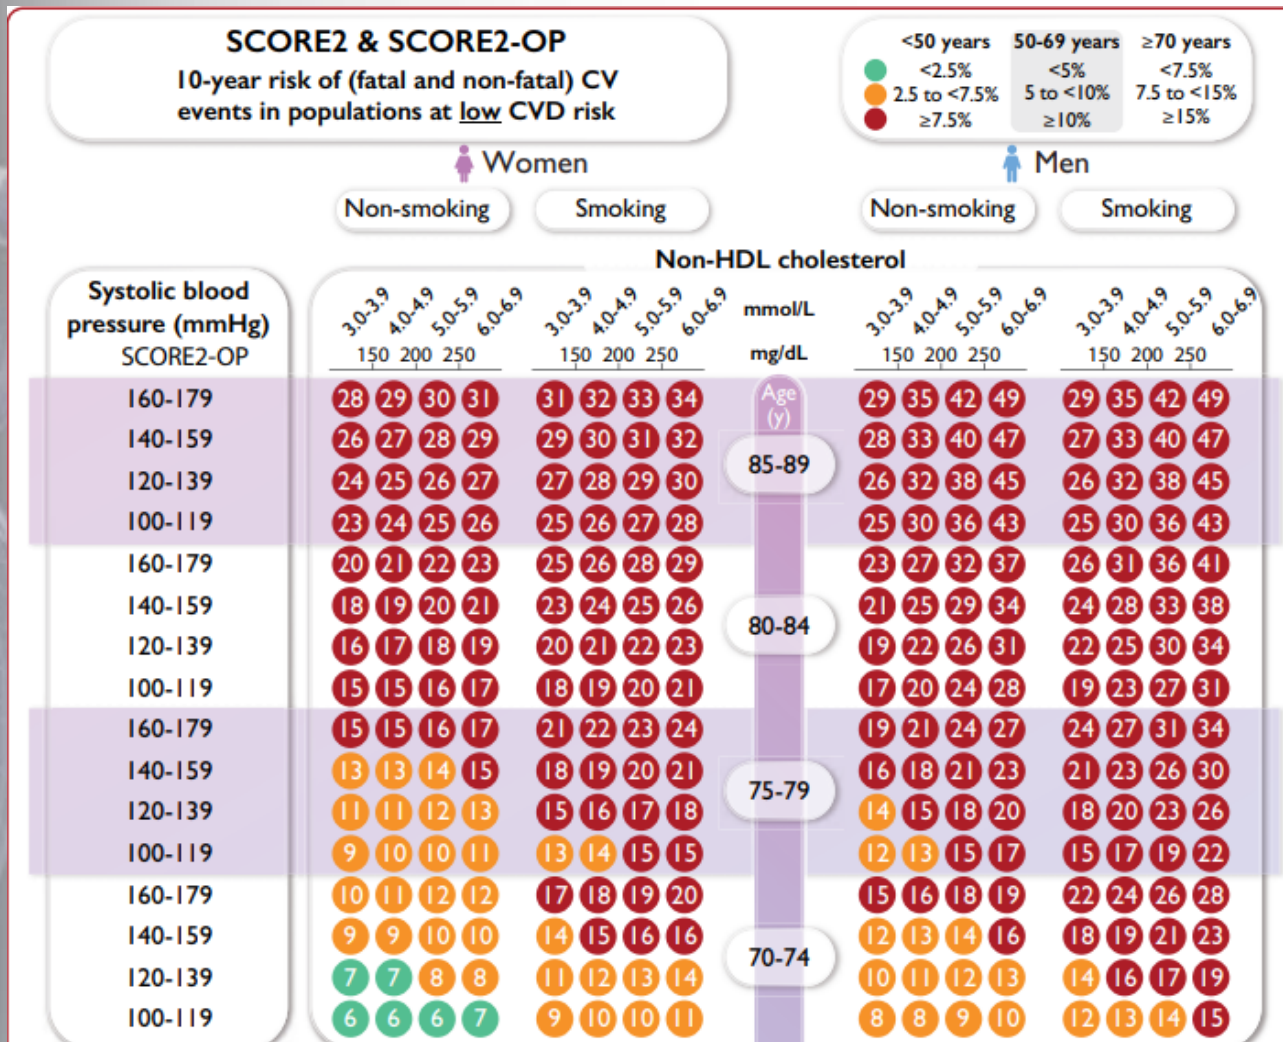 SCORE2 & SCORE2-OP
10-year risk of (fatal and non-fatal) CV
events in populations at low CVD risk
<50 years 50-69 years ≥70 years
<2.5% <5% <7.5%
2.5 to <7.5% 5 to <10% 7.5 to <15%
≥7.5% ≥10% ≥15%
Women Men
Non-smoking Smoking Non-smoking Smoking
Non-HDL cholesterol
Systolic blood
pressure (mmHg)
SCORE2-OP
3.0-3.9 4.0-4.9 5.0-5.9 6.0-6.9 3.0-3.9 4.0-4.9 5.0-5.9 6.0-6.9 mmol/L 3.0-3.9 4.0-4.9 5.0-5.9 6.0-6.9 3.0-3.9 4.0-4.9 5.0-5.9 6.0-6.9
150 200 250 150 200 250 mg/dL 150 200 250 150 200 250
Age
(y)
160-179 28 29 30 31 31 32 33 34 29 35 42 49 29 35 42 49
140-159 26 27 28 29 29 30 31 32 28 33 40 47 27 33 40 47
85-89
120-139 24 25 26 27 27 28 29 30 26 32 38 45 26 32 38 45
100-119 23 24 25 26 25 26 27 28 25 30 36 43 25 30 36 43
160-179 20 21 22 23 25 26 28 29 23 27 32 37 26 31 36 41
140-159 18 19 20 21 23 24 25 26 21 25 29 34 24 28 33 38
80-84
120-139 16 17 18 19 20 21 22 23 19 22 26 31 22 25 30 34
100-119 15 15 16 17 18 19 20 21 17 20 24 28 19 23 27 31
160-179 15 15 16 17 21 22 23 24 19 21 24 27 24 27 31 34
140-159 13 13 14 15 18 19 20 21 16 18 21 23 21 23 26 30
75-79
120-139 11 11 12 13 15 16 17 18 14 15 18 20 18 20 23 26
100-119 9 10 10 11 13 14 15 15 12 13 15 17 15 17 19 22
160-179 10 11 12 12 17 18 19 20 15 16 18 19 22 24 26 28
140-159 9 9 10 10 14 15 16 16 12 13 14 16 18 19 21 23
70-74
120-139 7 7 8 8 11 12 13 14 10 11 12 13 14 16 17 19
100-119 6 6 6 7 9 10 10 11 8 8 9 10 12 13 14 15